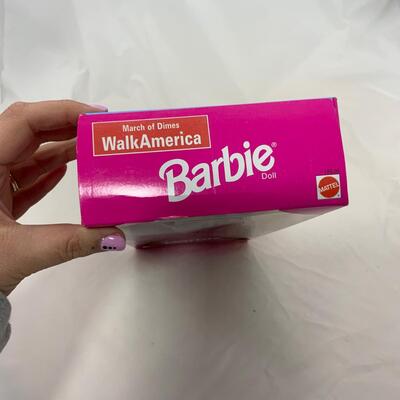 March of Dimes
WalkAmerica
Barbie®
Doll
MATTEL